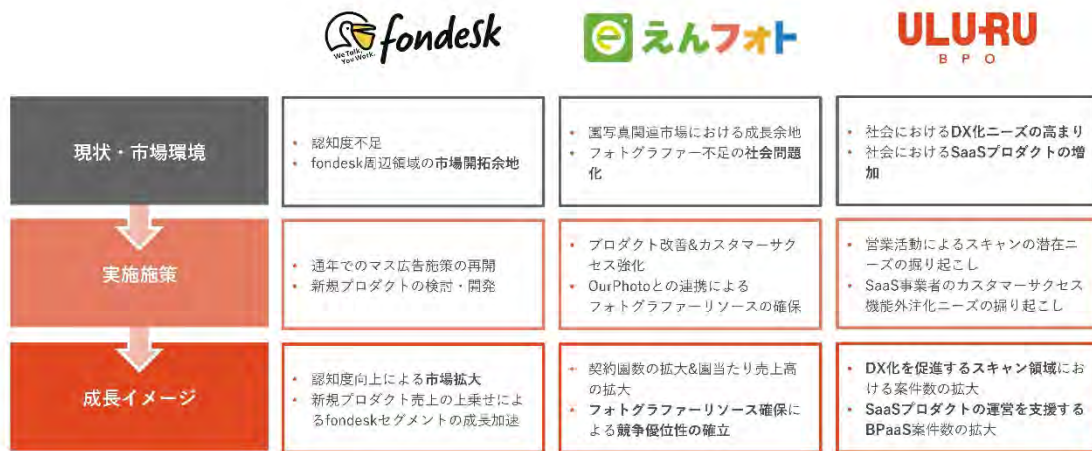 We Talk,
You Work.
fondesk
e えんフォト
ULURU
BPO
現状・市場環境
• 認知度不足
• fondesk周辺領域の市場開拓余地
• 園写真関連市場における成長余地
• フォトグラファー不足の社会問題
化
• 社会におけるDX化ニーズの高まり
• 社会におけるSaaSプロダクトの増
加
実施施策
• 通年でのマス広告施策の再開
• 新規プロダクトの検討・開発
• プロダクト改善&カスタマーサク
セス強化
• OurPhotoとの連携による
フォトグラファーリソースの確保
• 営業活動によるスキャンの潜在ニ
ーズの掘り起こし
• SaaS事業者のカスタマーサクセス
機能外注化ニーズの掘り起こし
成長イメージ
• 認知度向上による市場拡大
• 新規プロダクト売上の上乗せによ
るfondeskセグメントの成長加速
• 契約園数の拡大&園当たり売上高
の拡大
• フォトグラファーリソース確保に
よる競争優位性の確立
• DX化を促進するスキャン領域にお
ける案件数の拡大
• SaaSプロダクトの運営を支援する
BPaaS案件数の拡大